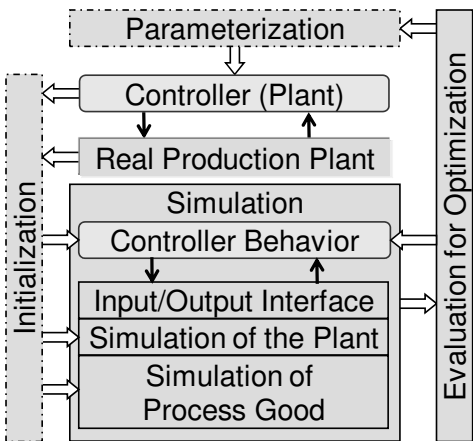 Parameterization
Controller (Plant)
Real Production Plant
Simulation
Controller Behavior
Input/Output Interface
Simulation of the Plant
Simulation of
Process Good
Initialization
Evaluation for Optimization